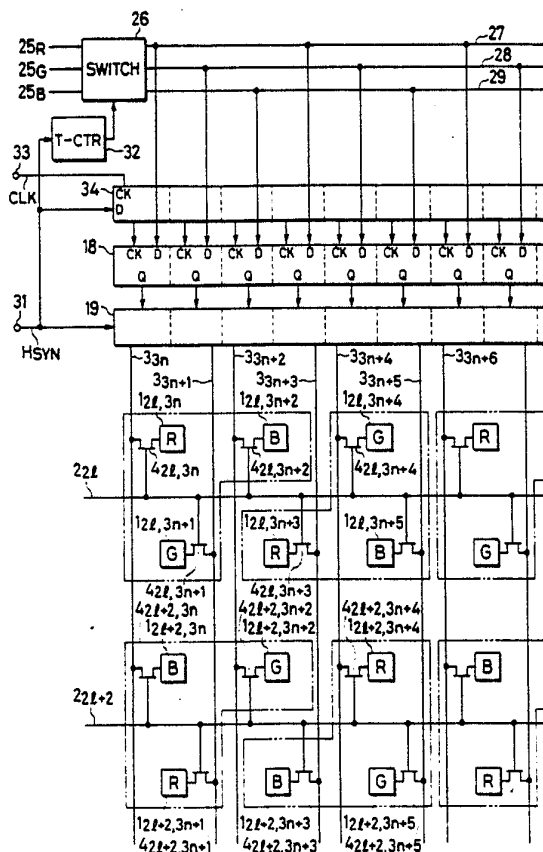 26
25R
27
28
25G
SWITCH
29
25B
T-CTR
32
33
34
CK
CLK
D
18
CK D CK D CK D CK D CK D CK D CK D CK D
Q Q Q Q Q Q Q Q
19
31
HSYN
33n 33n+2 33n+4 33n+6
33n+1 33n+3 33n+5
12ℓ,3n 12ℓ,3n+2 12ℓ,3n+4
R B G R
42ℓ,3n 42ℓ,3n+2 42ℓ,3n+4
22ℓ
12ℓ,3n+1 12ℓ,3n+3 12ℓ,3n+5
G R B G
42ℓ,3n+1 42ℓ,3n+3
42ℓ+2,3n 42ℓ+2,3n+2 42ℓ+2,3n+4
12ℓ+2,3n 12ℓ+2,3n+2 12ℓ+2,3n+4
B G R B
22ℓ+2
R B G R
12ℓ+2,3n+1 12ℓ+2,3n+3 12ℓ+2,3n+5
42ℓ+2,3n+1 42ℓ+2,3n+3 42ℓ+2,3n+5